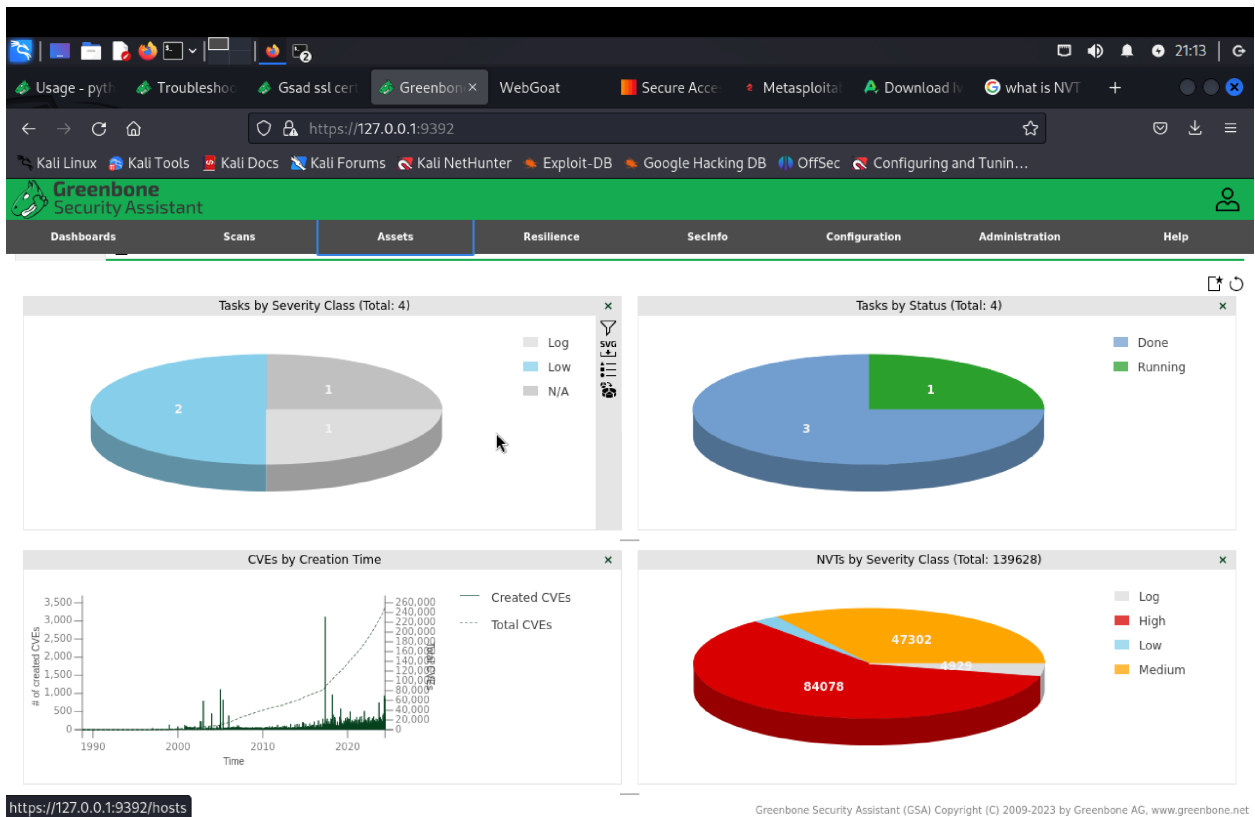 21:13
Usage - pyth Troubleshoc Gsad ssl cert Greenbon WebGoat Secure Acce Metasploital Download Iv what is NVT
https://127.0.0.1:9392
Kali Linux Kali Tools Kali Docs Kali Forums Kali NetHunter Exploit-DB Google Hacking DB OffSec Configuring and Tunin…
Greenbone
Security Assistant
Dashboards Scans Assets Resilience SecInfo Configuration Administration Help
Tasks by Severity Class (Total: 4)
SVG
Log
Low
N/A
1
2
1
Tasks by Status (Total: 4)
Done
Running
1
3
CVEs by Creation Time
Created CVEs
Total CVEs
3,500
3,000
2,500
2,000
1,500
1,000
500
0
# of created CVEs
260,000
240,000
220,000
200,000
180,000
160,000
140,000
120,000
100,000
80,000
60,000
40,000
20,000
0
Total CVEs
1990 2000 2010 2020
Time
NVTs by Severity Class (Total: 139628)
Log
High
Low
Medium
47302
4929
84078
https://127.0.0.1:9392/hosts
Greenbone Security Assistant (GSA) Copyright (C) 2009-2023 by Greenbone AG, www.greenbone.net